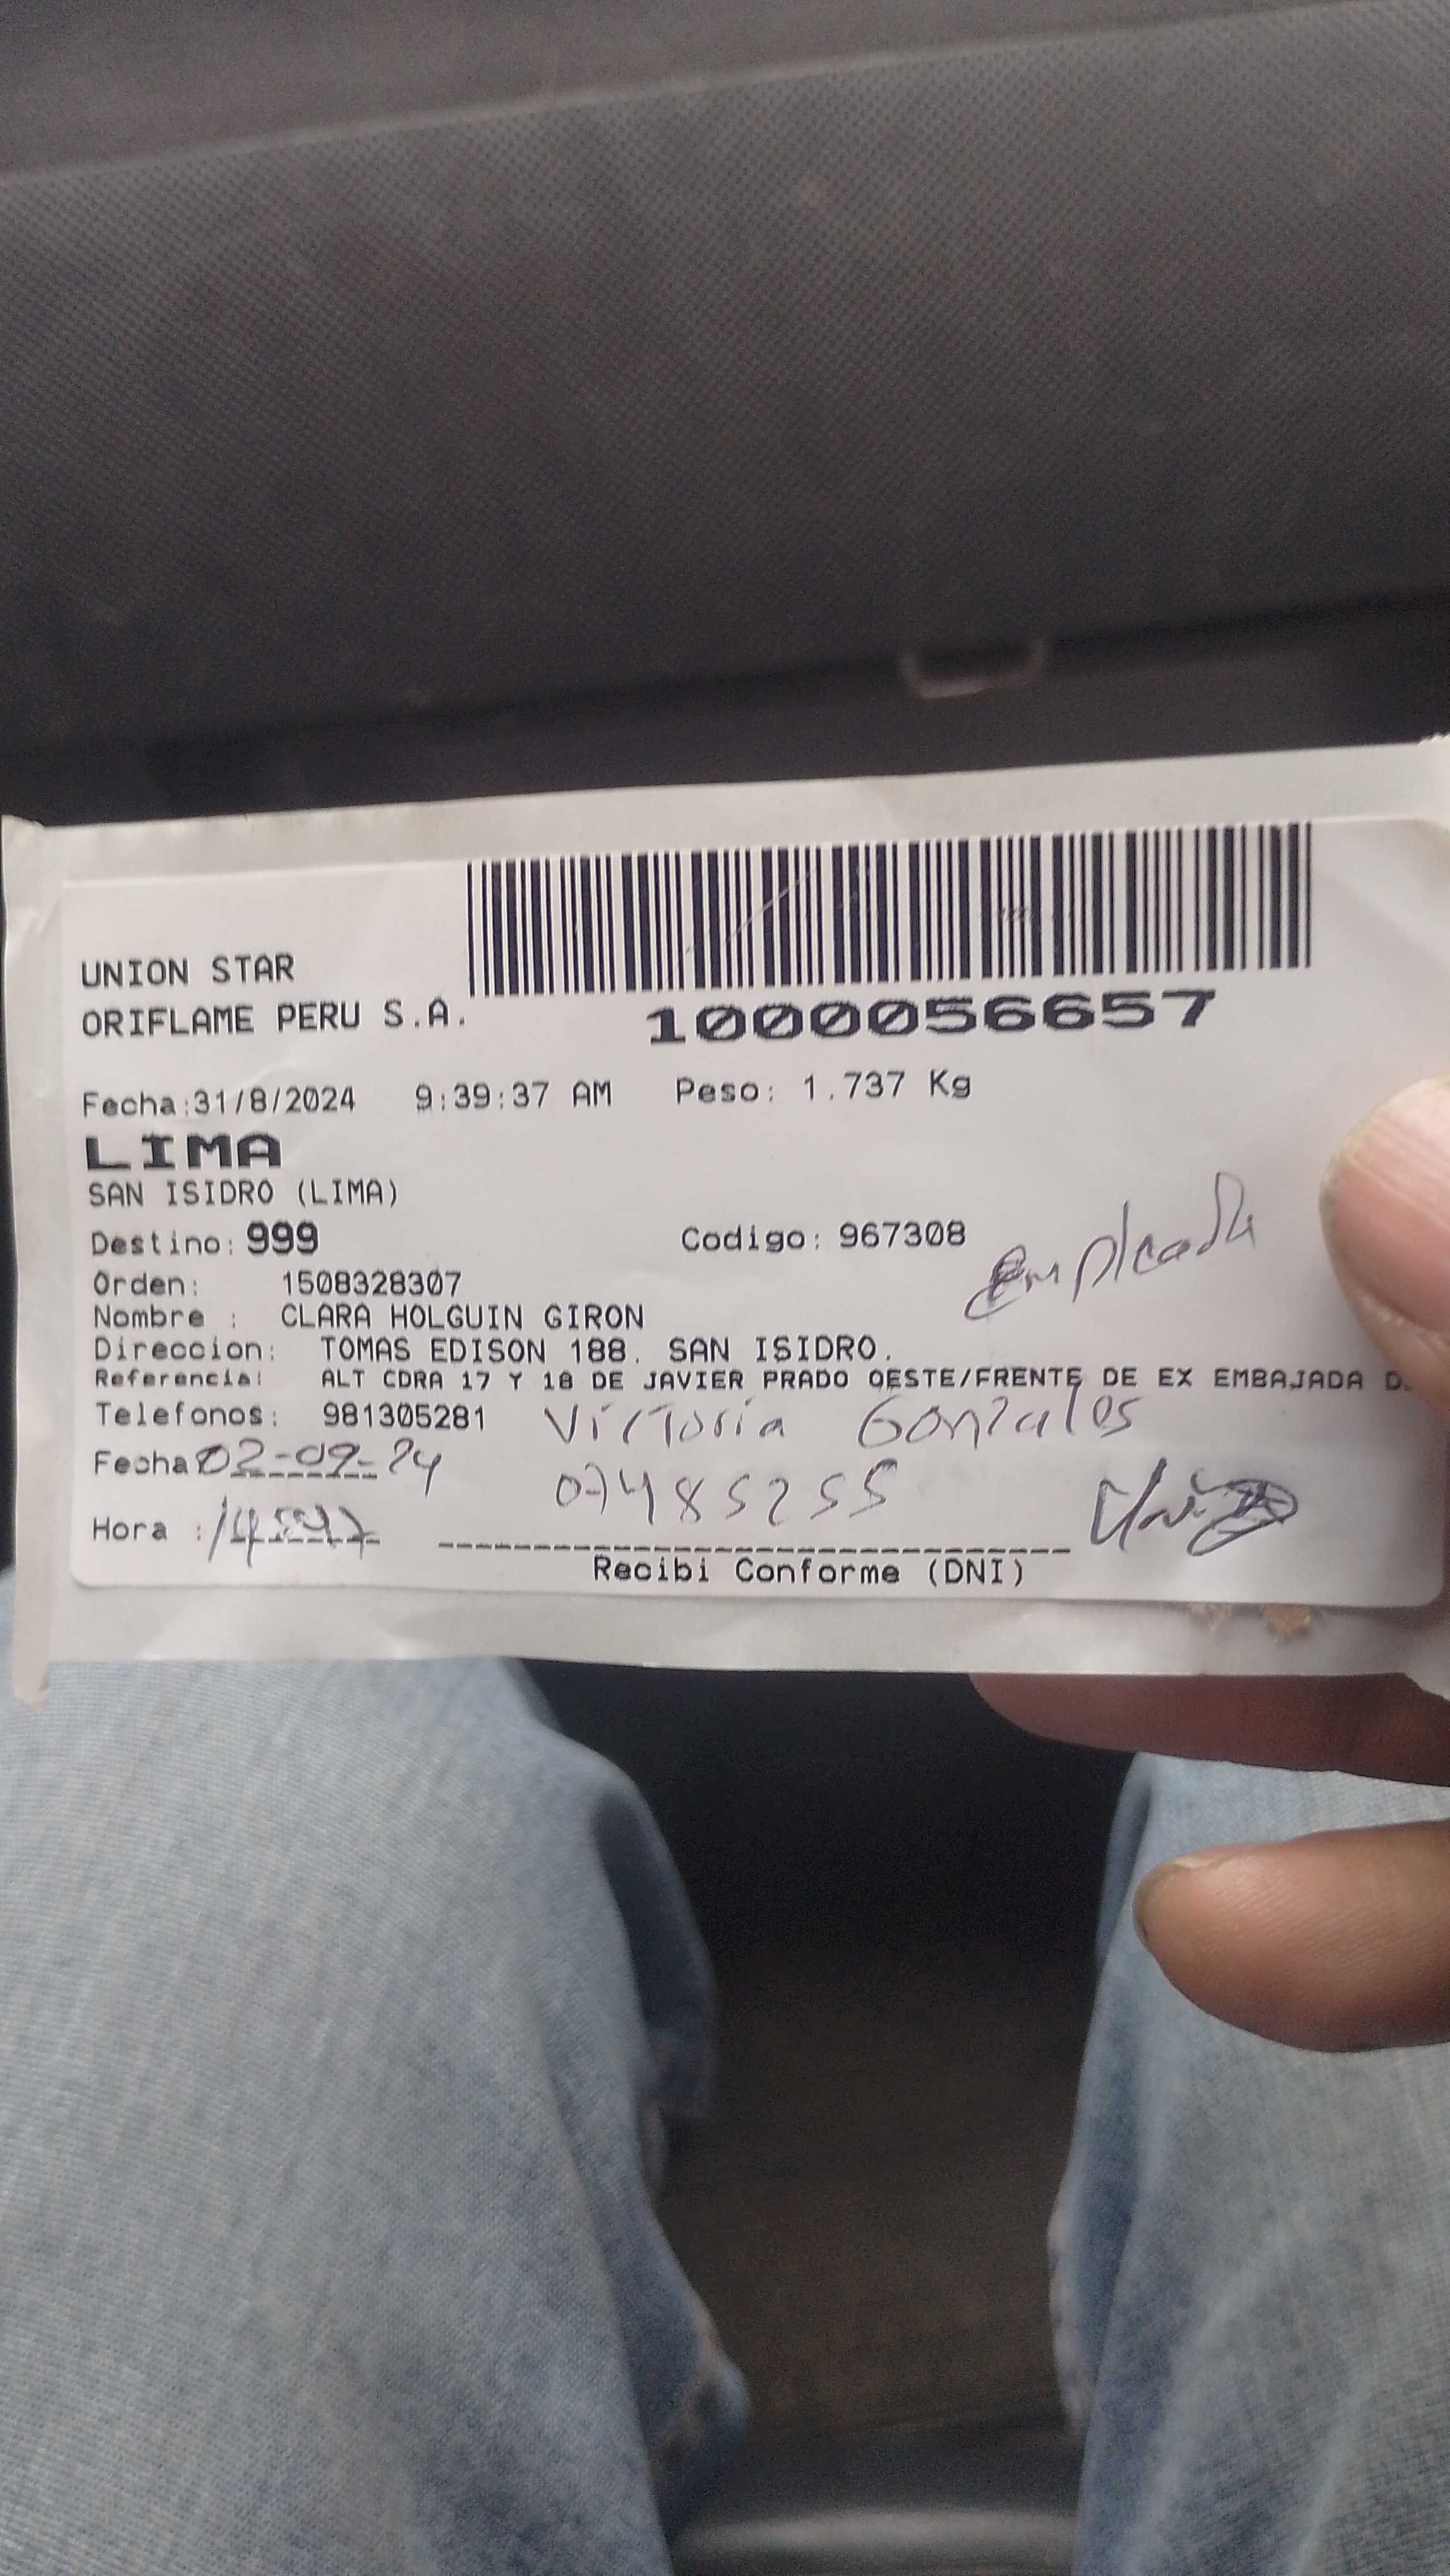 UNION STAR
ORIFLAME PERU S.A.
1000056657
Fecha:31/8/2024 9:39:37 AM Peso: 1.737 Kg
LIMA
SAN ISIDRO (LIMA)
Destino: 999 Codigo: 967308
Empleada
Orden: 1508328307
Nombre : CLARA HOLGUIN GIRON
Direccion: TOMAS EDISON 188. SAN ISIDRO.
Referencia: ALT CDRA 17 Y 18 DE JAVIER PRADO OESTE/FRENTE DE EX EMBAJADA D
Telefonos: 981305281 Victoria Gonzales
Fecha 02-09-24 07485255
Hora :
Recibi Conforme (DNI)